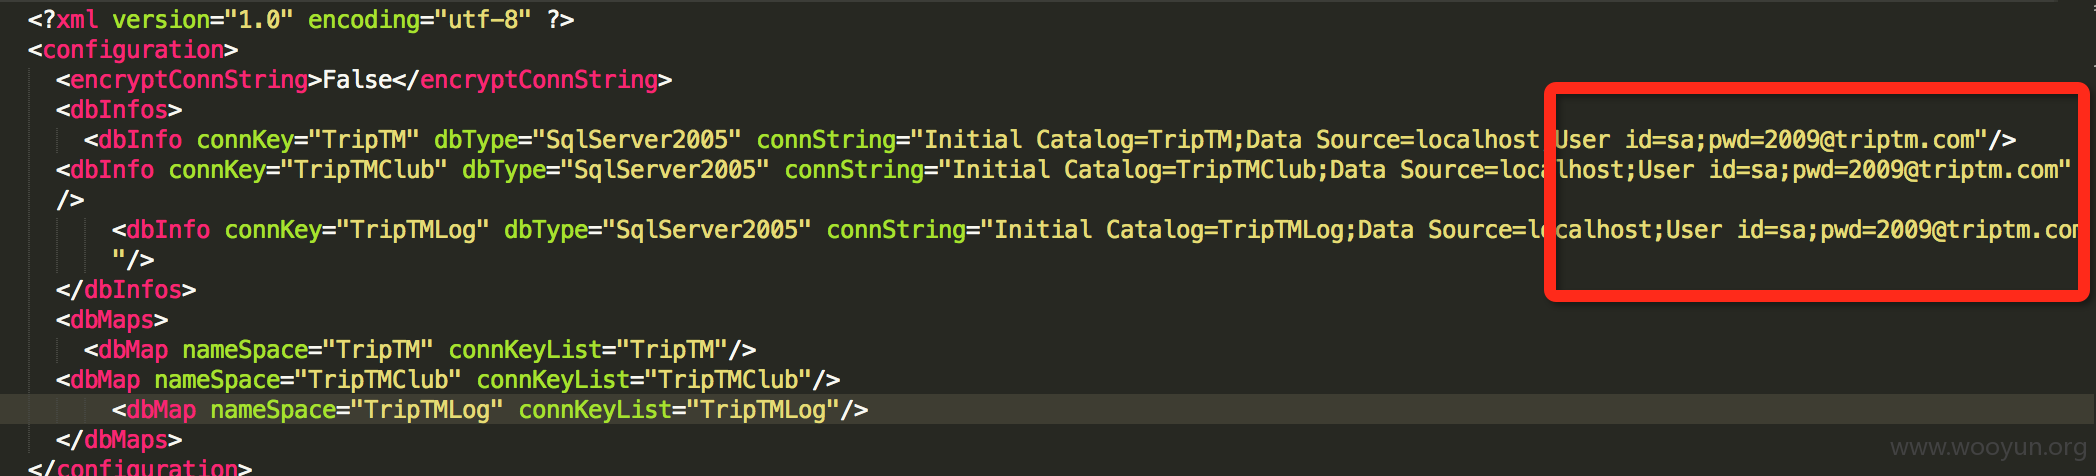 <?xml version="1.0" encoding="utf-8" ?>
<configuration>
<encryptConnString>False</encryptConnString>
<dbInfos>
<dbInfo connKey="TripTM" dbType="SqlServer2005" connString="Initial Catalog=TripTM;Data Source=localhost;User id=sa;pwd=2009@triptm.com"/>
<dbInfo connKey="TripTMClub" dbType="SqlServer2005" connString="Initial Catalog=TripTMClub;Data Source=localhost;User id=sa;pwd=2009@triptm.com"
/>
<dbInfo connKey="TripTMLog" dbType="SqlServer2005" connString="Initial Catalog=TripTMLog;Data Source=localhost;User id=sa;pwd=2009@triptm.com
"/>
</dbInfos>
<dbMaps>
<dbMap nameSpace="TripTM" connKeyList="TripTM"/>
<dbMap nameSpace="TripTMClub" connKeyList="TripTMClub"/>
<dbMap nameSpace="TripTMLog" connKeyList="TripTMLog"/>
</dbMaps>
</configuration>
www.wooyun.org